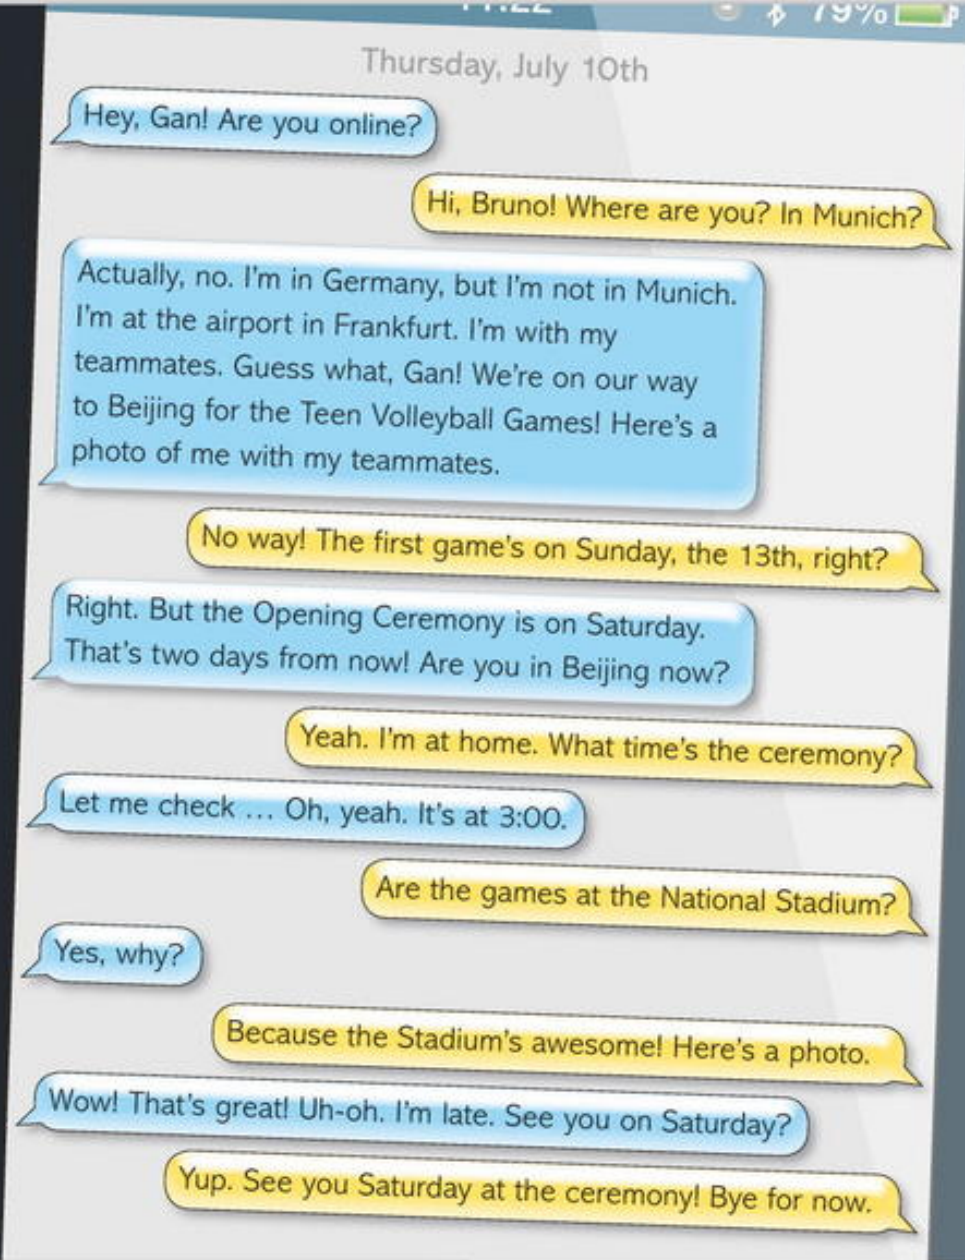 79%
Thursday, July 10th
Hey, Gan! Are you online?
Hi, Bruno! Where are you? In Munich?
Actually, no. I'm in Germany, but I'm not in Munich.
I'm at the airport in Frankfurt. I'm with my
teammates. Guess what, Gan! We're on our way
to Beijing for the Teen Volleyball Games! Here's a
photo of me with my teammates.
No way! The first game's on Sunday, the 13th, right?
Right. But the Opening Ceremony is on Saturday.
That's two days from now! Are you in Beijing now?
Yeah. I'm at home. What time's the ceremony?
Let me check ... Oh, yeah. It's at 3:00.
Are the games at the National Stadium?
Yes, why?
Because the Stadium's awesome! Here's a photo.
Wow! That's great! Uh-oh. I'm late. See you on Saturday?
Yup. See you Saturday at the ceremony! Bye for now.